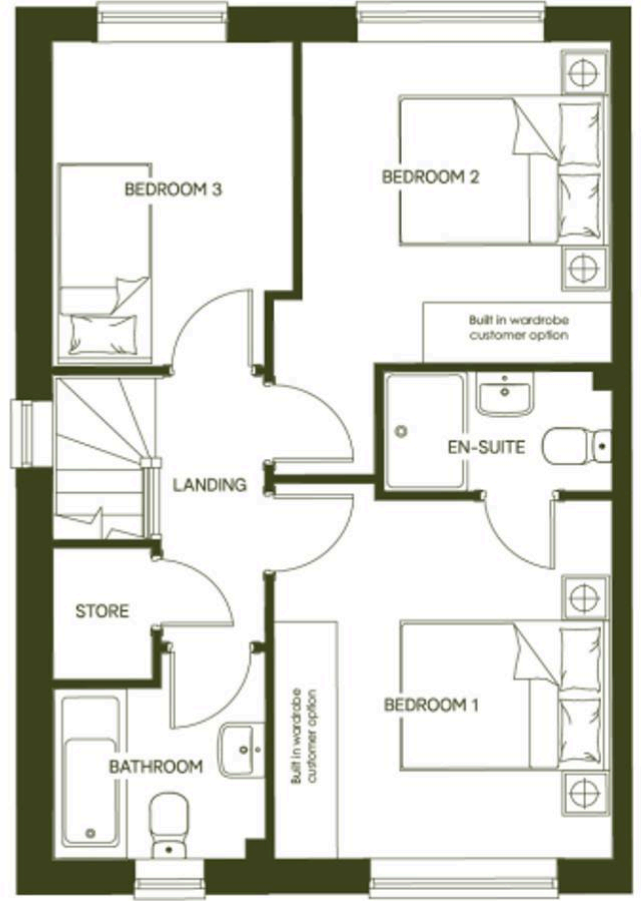 BEDROOM 3
BEDROOM 2
Built in wardrobe
customer option
EN-SUITE
LANDING
STORE
BEDROOM 1
Built in wardrobe
customer option
BATHROOM